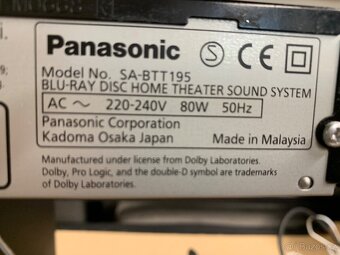 Panasonic S CE
Model No. SA-BTT195
BLU-RAY DISC HOME THEATER SOUND SYSTEM
AC ~ 220-240V 80W 50Hz
Panasonic Corporation
Kadoma Osaka Japan Made in Malaysia
Manufactured under license from Dolby Laboratories.
Dolby, Pro Logic, and the double-D symbol are trademarks
of Dolby Laboratories.